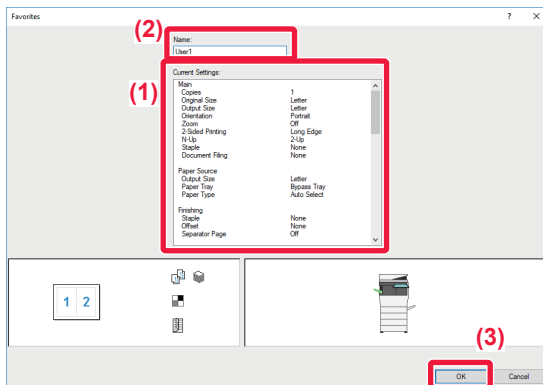 Favorites ? X
(2)
Name:
User1
(1)
Current Settings:
Main
Copies 1
Original Size Letter
Output Size Letter
Orientation Portrait
Zoom Off
2-Sided Printing Long Edge
N-Up 2-Up
Staple None
Document Filing None
Paper Source
Output Size Letter
Paper Tray Bypass Tray
Paper Type Auto Select
Finishing
Staple None
Offset None
Separator Page Off
1 2
(3)
OK Cancel